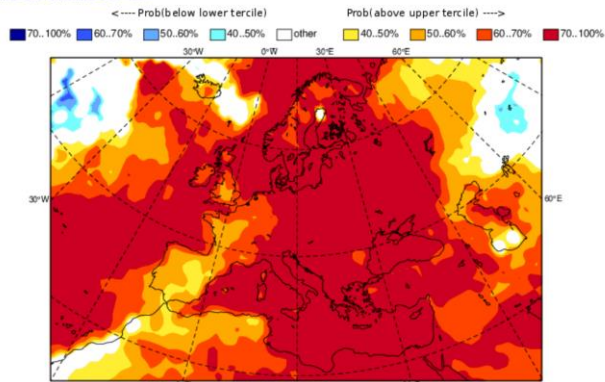 <---- Prob(below lower tercile) Prob(above upper tercile) ---->
70..100% 60..70% 50..60% 40..50% other 40..50% 50..60% 60..70% 70..100%
30°W 0°W 30°E 60°E
30°W 60°E